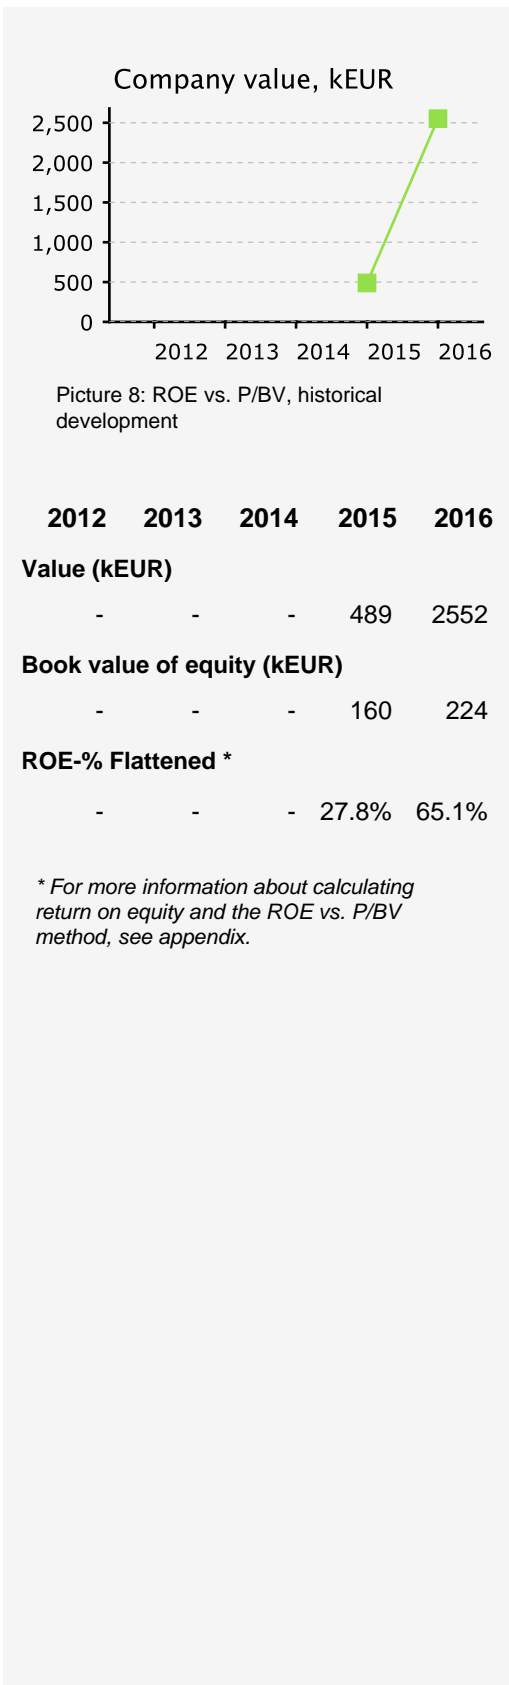 Company value, kEUR
2,500
2,000
1,500
1,000
500
0
2012 2013 2014 2015 2016
Picture 8: ROE vs. P/BV, historical
development
2012 2013 2014 2015 2016
Value (kEUR)
- - - 489 2552
Book value of equity (kEUR)
- - - 160 224
ROE-% Flattened *
- - - 27.8% 65.1%
* For more information about calculating
return on equity and the ROE vs. P/BV
method, see appendix.